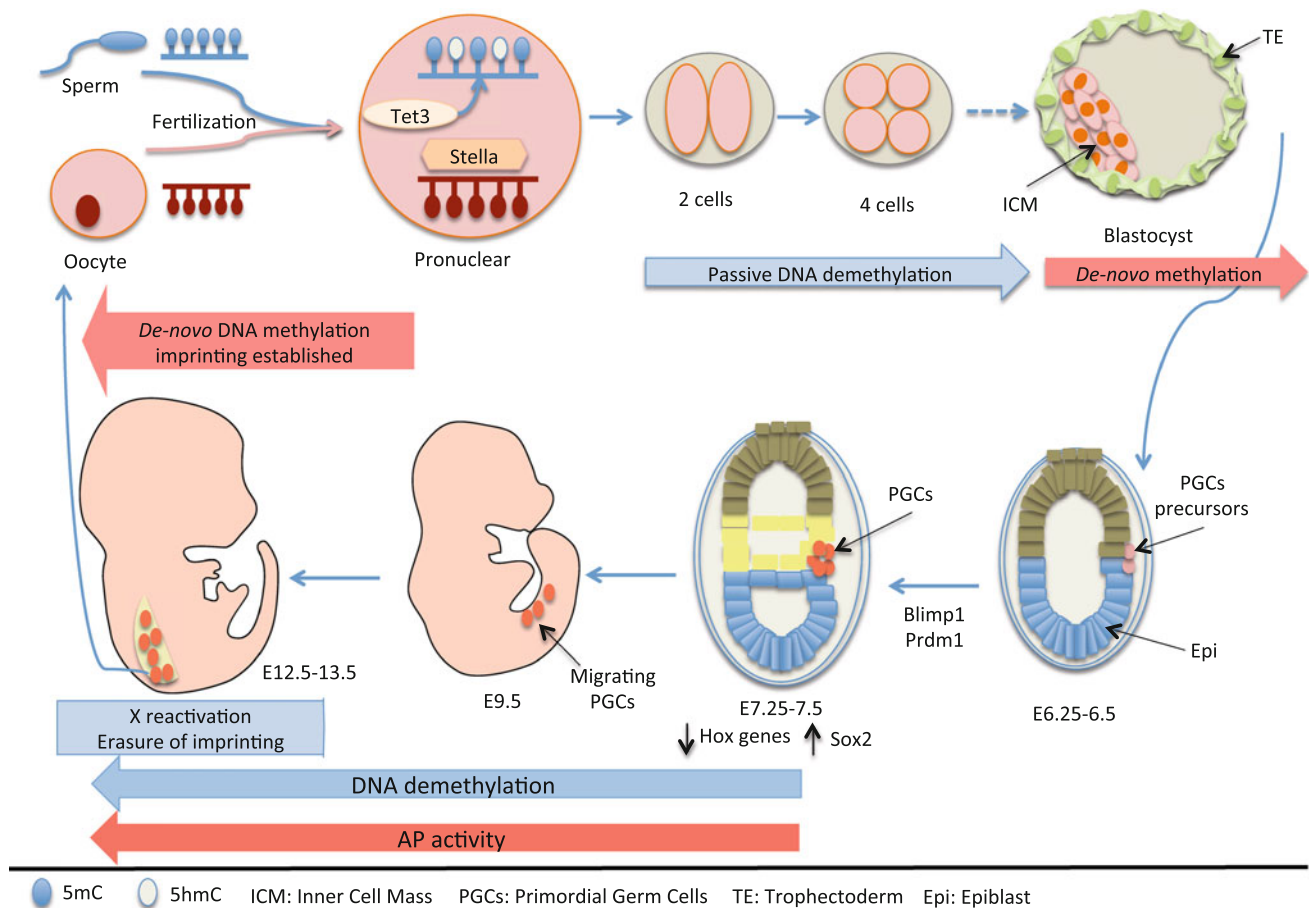 Sperm
Fertilization
Oocyte
Tet3
Stella
Pronuclear
2 cells
4 cells
TE
ICM
Blastocyst
Passive DNA demethylation
De-novo methylation
De-novo DNA methylation
imprinting established
PGCs
precursors
Epi
E6.25-6.5
Blimp1
Prdm1
PGCs
E7.25-7.5
Hox genes
Sox2
Migrating
PGCs
E9.5
E12.5-13.5
X reactivation
Erasure of imprinting
DNA demethylation
AP activity
5mC 5hmC ICM: Inner Cell Mass PGCs: Primordial Germ Cells TE: Trophectoderm Epi: Epiblast